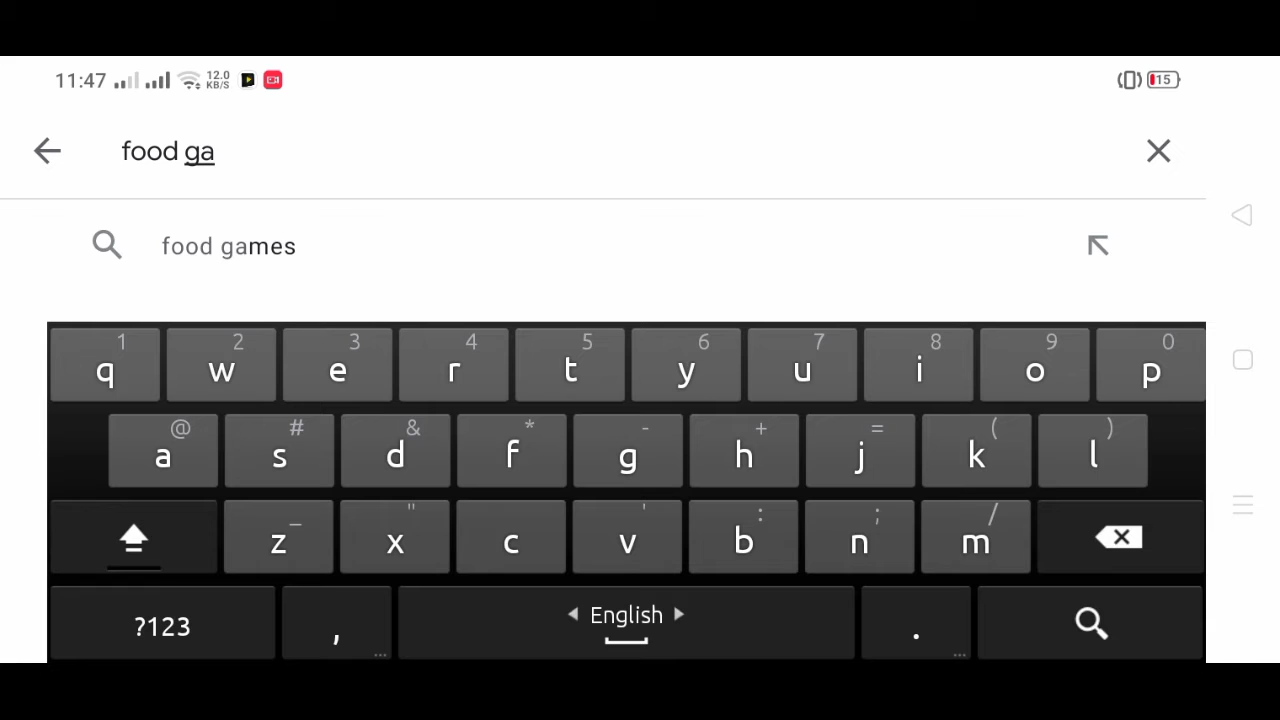 11:47 12.0 KB/S 15
food ga
food games
1 2 3 4 5 6 7 8 9 0
q w e r t y u i o p
@ # & * - + = ( )
a s d f g h j k l
_ " ' : ; /
z x c v b n m
?123 , ... English . ...